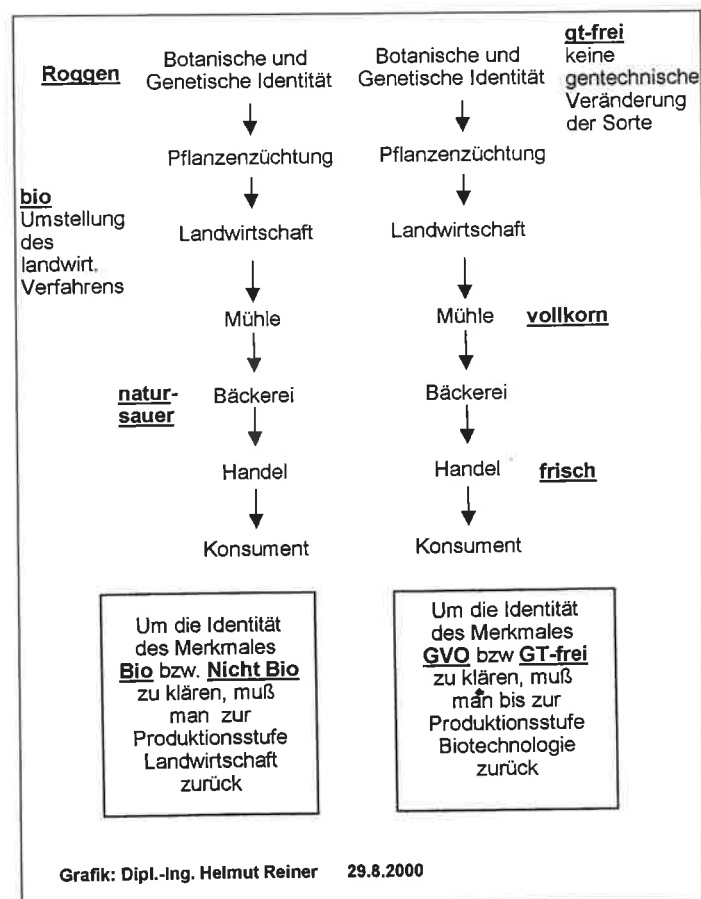 Roggen
Botanische und
Genetische Identität
Pflanzenzüchtung
bio
Umstellung
des
landwirt.
Verfahrens
Landwirtschaft
Mühle
natur-
sauer
Bäckerei
Handel
Konsument
Um die Identität
des Merkmales
Bio bzw. Nicht Bio
zu klären, muß
man zur
Produktionsstufe
Landwirtschaft
zurück
Botanische und
Genetische Identität
gt-frei
keine
gentechnische
Veränderung
der Sorte
Pflanzenzüchtung
Landwirtschaft
Mühle
vollkorn
Bäckerei
Handel
frisch
Konsument
Um die Identität
des Merkmales
GVO bzw GT-frei
zu klären, muß
man bis zur
Produktionsstufe
Biotechnologie
zurück
Grafik: Dipl.-Ing. Helmut Reiner 29.8.2000